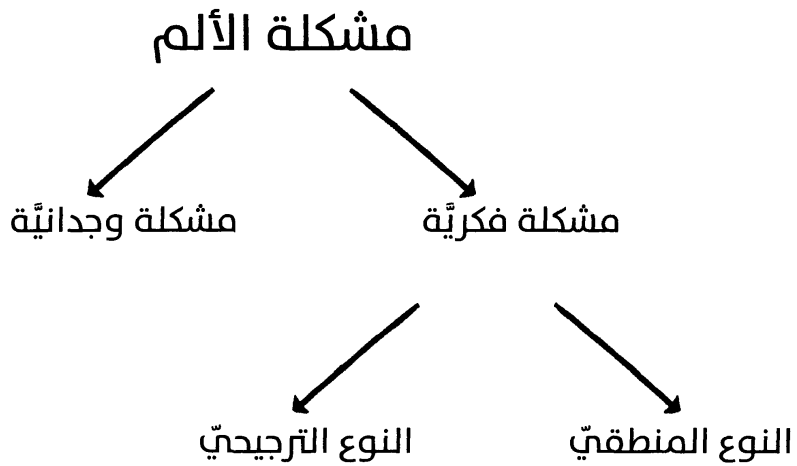 مشكلة الألم
مشكلة فكريَّة
مشكلة وجدانيَّة
النوع المنطقيّ
النوع الترجيحيّ